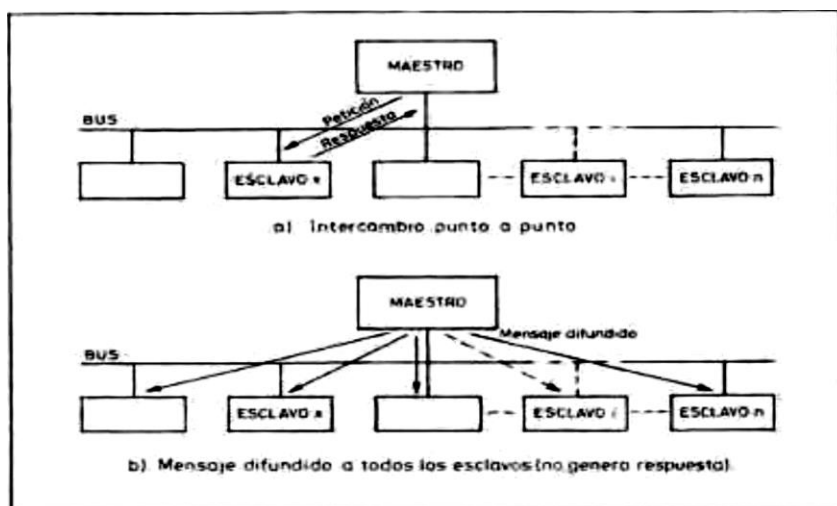 MAESTRO
Petición
Respuesta
BUS
ESCLAVO
ESCLAVO
ESCLAVO n
a) Intercambio punto a punto
MAESTRO
Mensaje difundido
BUS
ESCLAVO
ESCLAVO i
ESCLAVO n
b) Mensaje difundido a todos los esclavos (no genera respuesta).